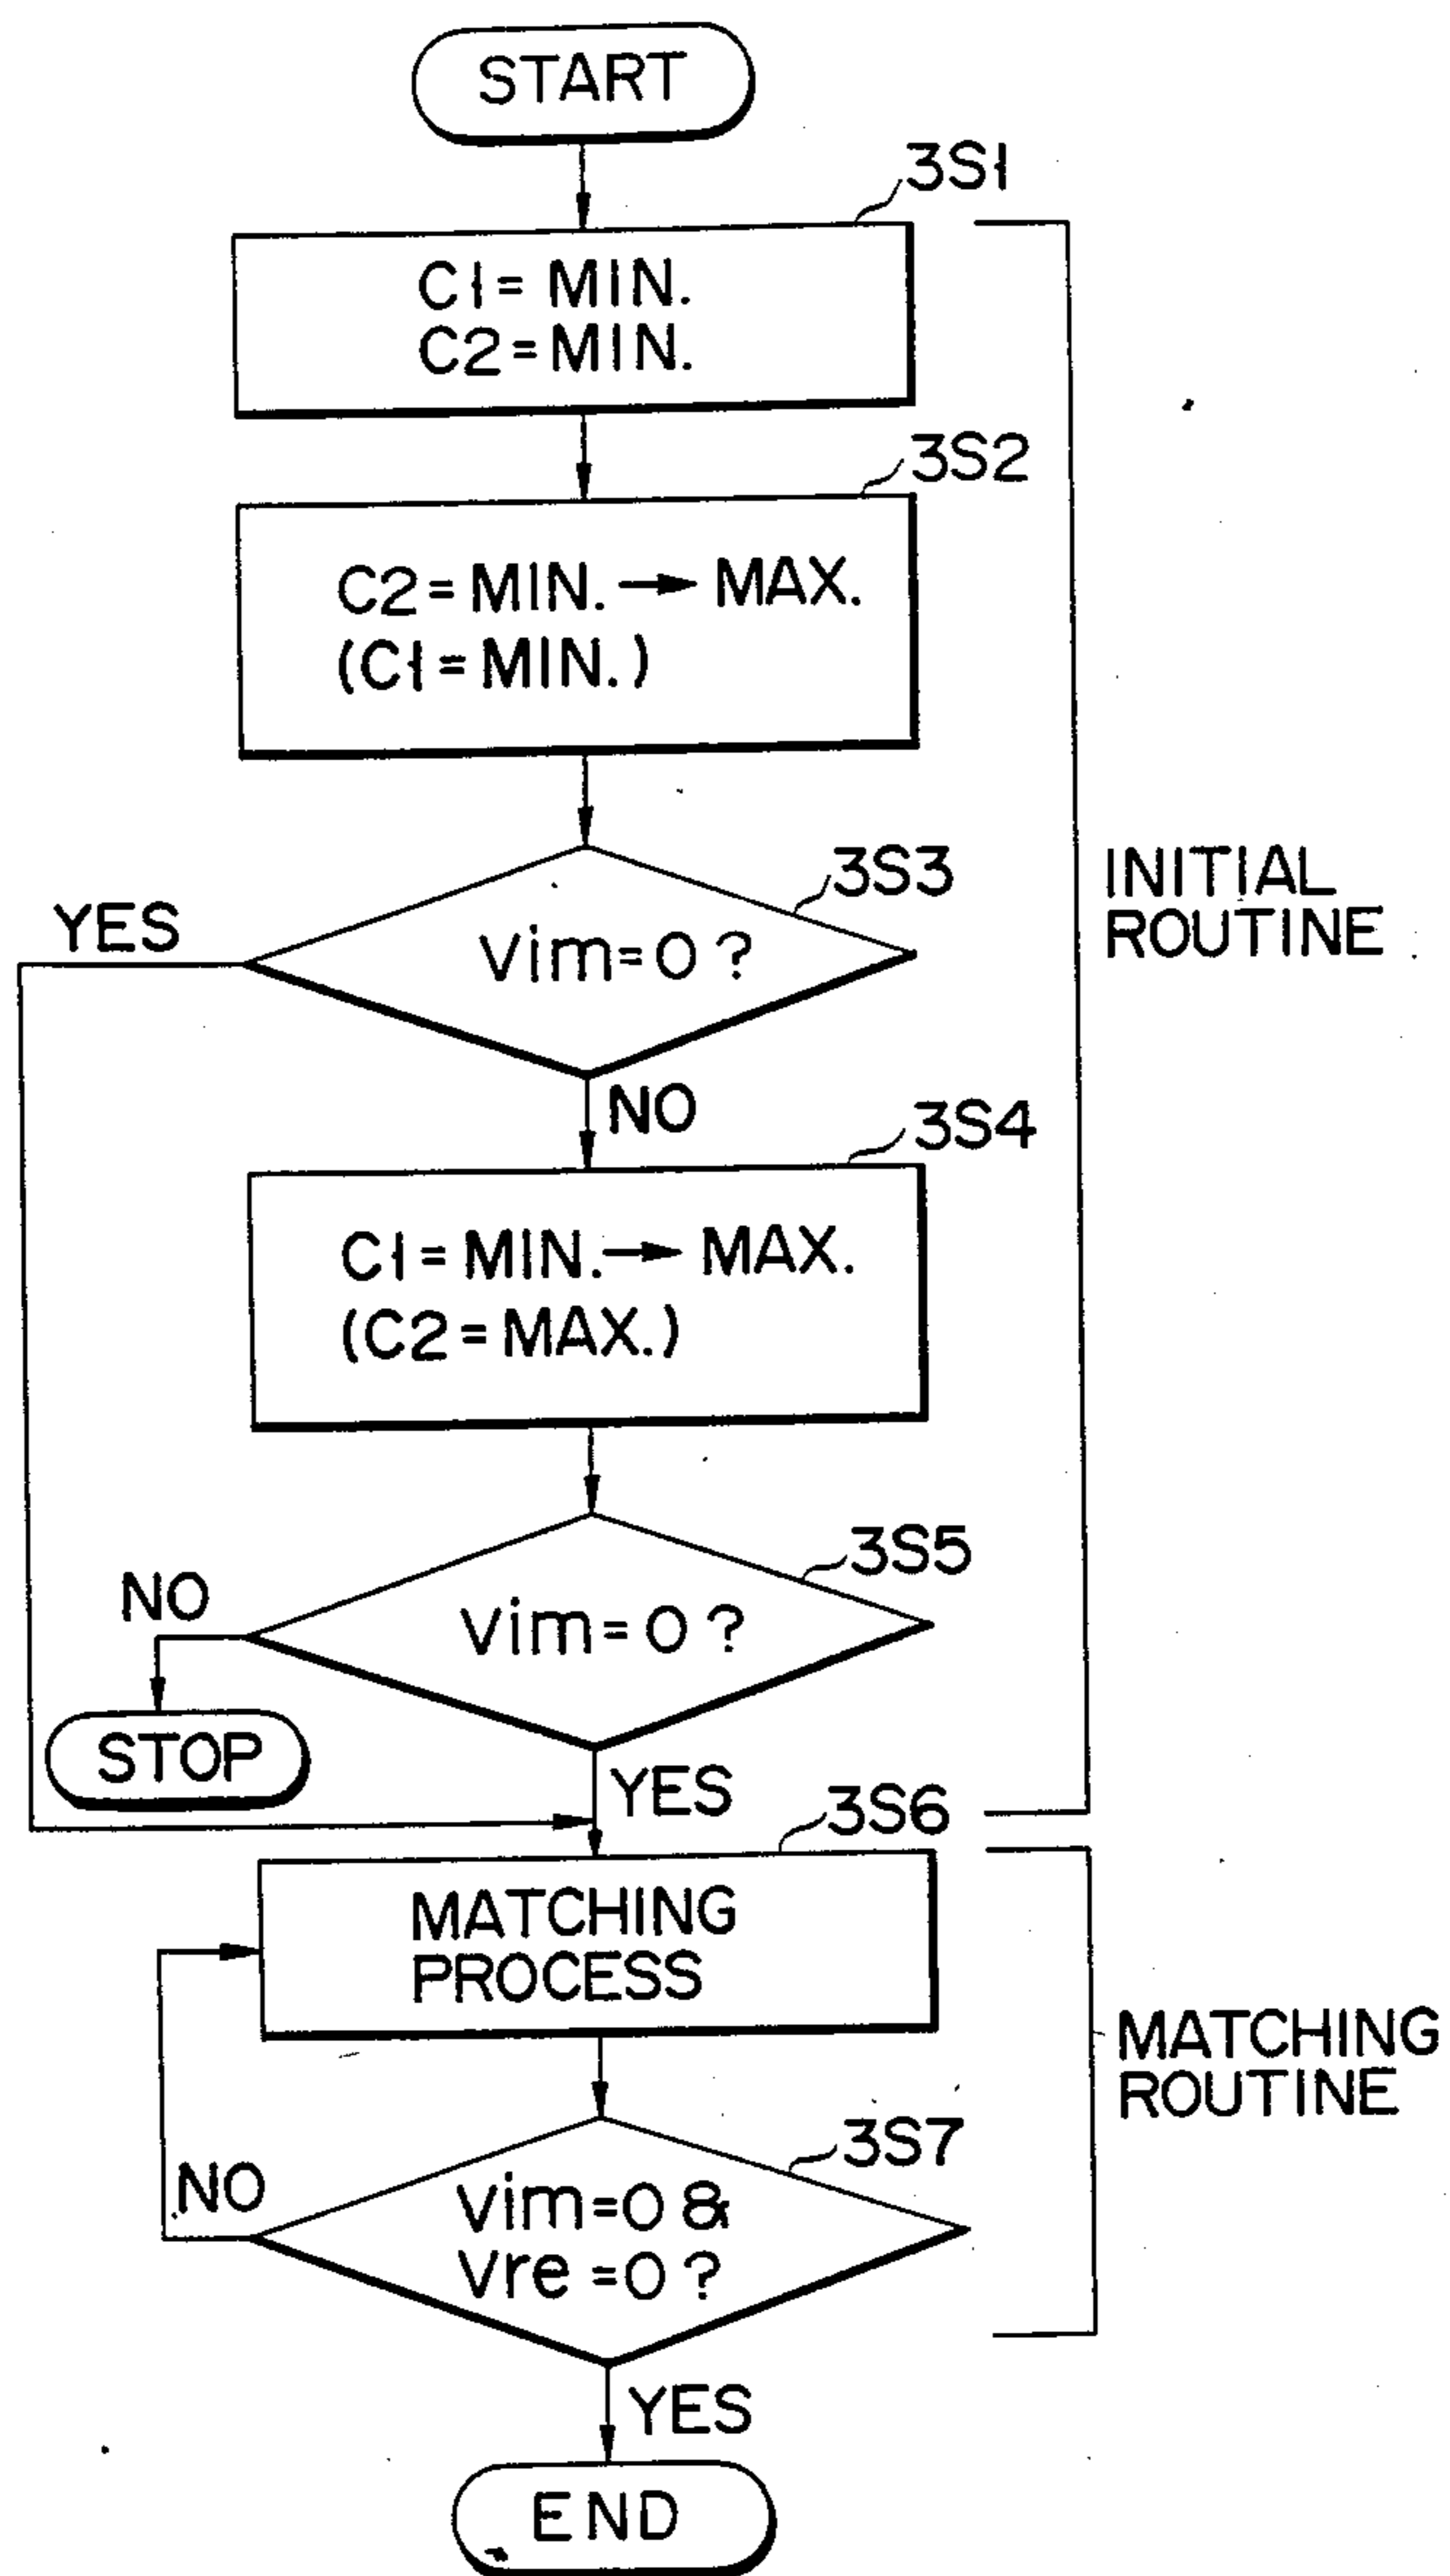 START
3S1
C1 = MIN.
C2 = MIN.
3S2
C2 = MIN. → MAX.
(C1 = MIN.)
3S3
Vim = 0 ?
YES
NO
INITIAL
ROUTINE
3S4
C1 = MIN. → MAX.
(C2 = MAX.)
3S5
Vim = 0 ?
NO
STOP
YES
3S6
MATCHING
PROCESS
MATCHING
ROUTINE
3S7
Vim = 0 &
Vre = 0 ?
NO
YES
END